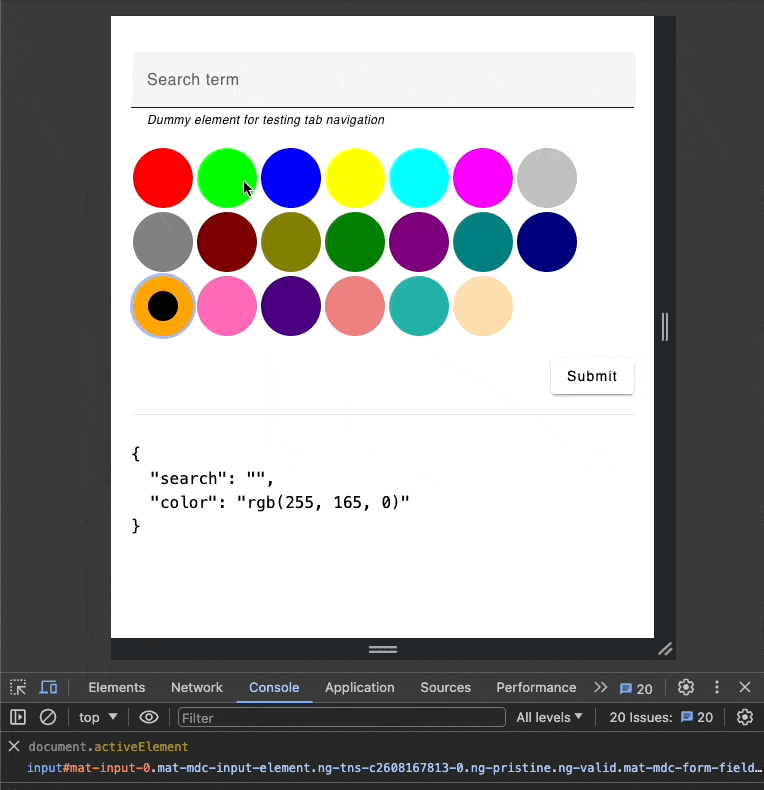 Search term
Dummy element for testing tab navigation
Submit
{
"search": "",
"color": "rgb(255, 165, 0)"
}
Elements Network Console Application Sources Performance 20
top Filter All levels 20 Issues: 20
document.activeElement
input#mat-input-0.mat-mdc-input-element.ng-tns-c2608167813-0.ng-pristine.ng-valid.mat-mdc-form-field…